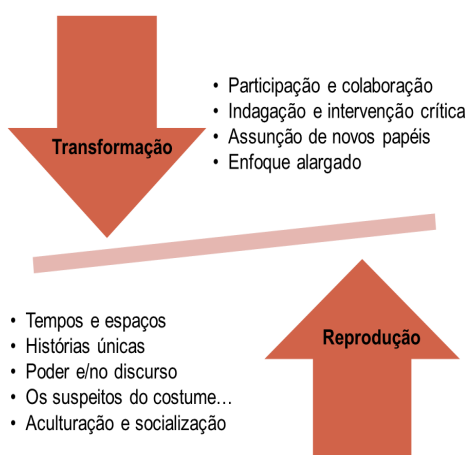 • Participação e colaboração
• Indagação e intervenção crítica
• Assunção de novos papéis
• Enfoque alargado
Transformação
• Tempos e espaços
• Histórias únicas
• Poder e/no discurso
• Os suspeitos do costume…
• Aculturação e socialização
Reprodução